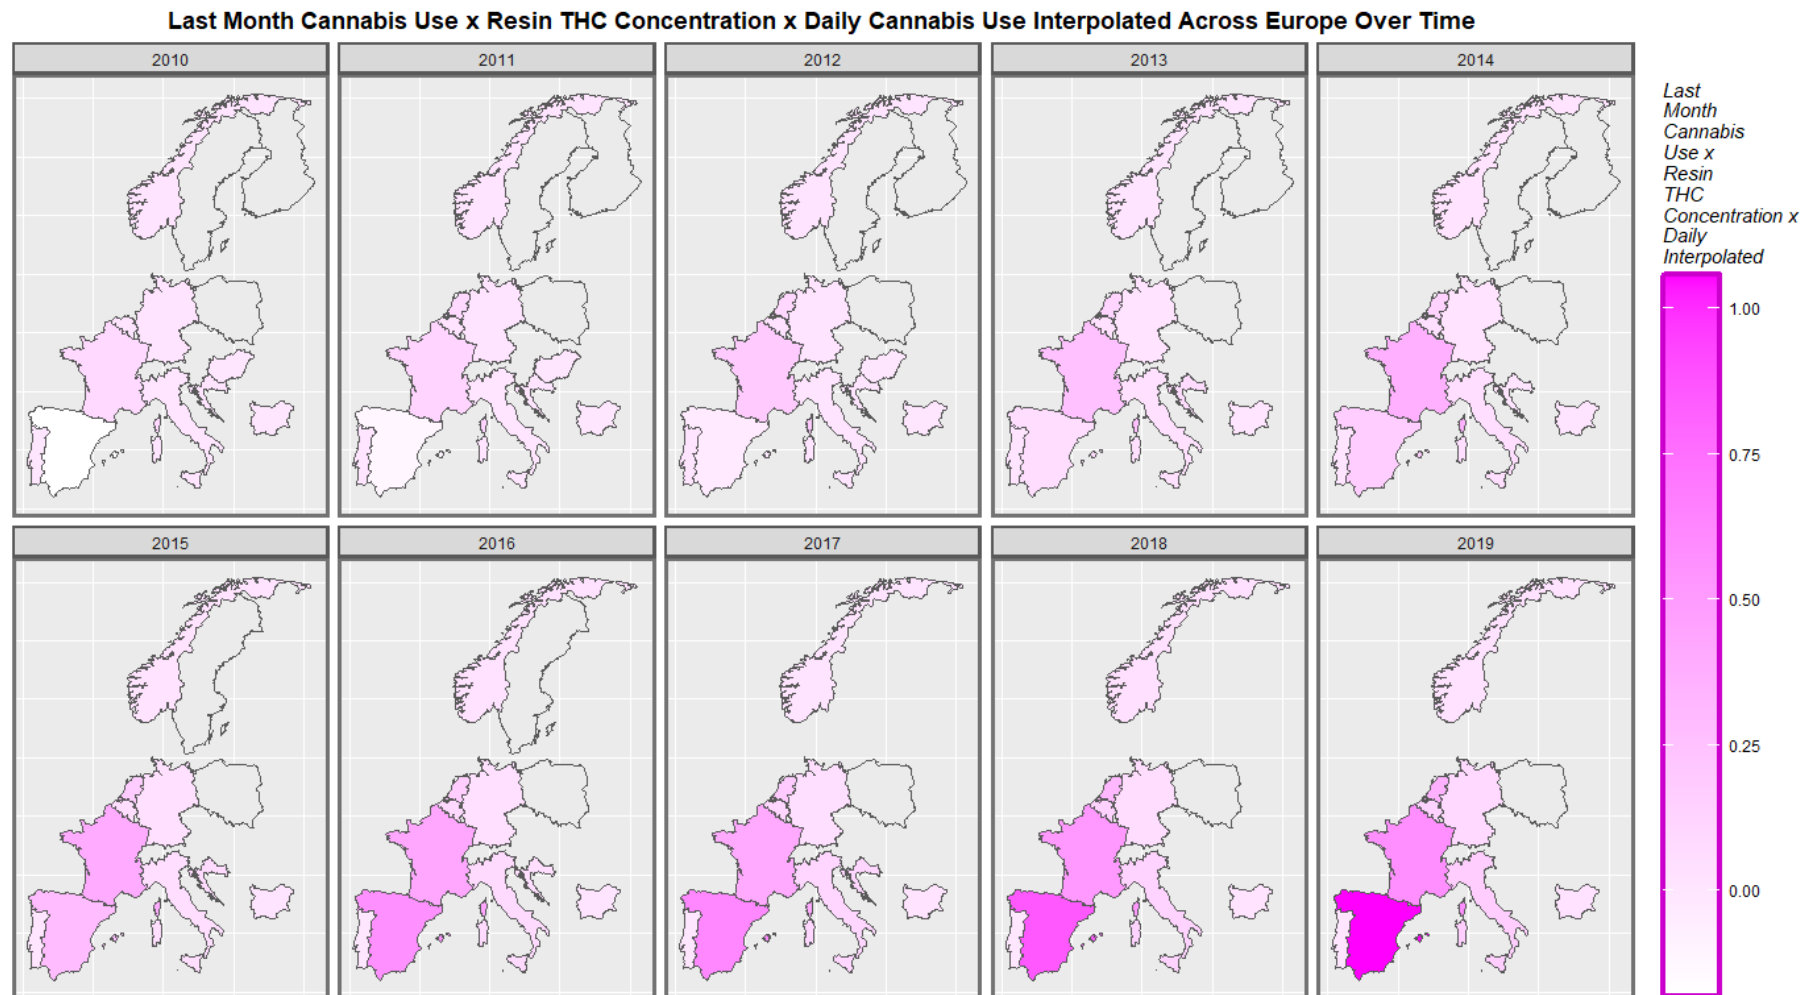 Last Month Cannabis Use x Resin THC Concentration x Daily Cannabis Use Interpolated Across Europe Over Time
2010
2011
2012
2013
2014
2015
2016
2017
2018
2019
Last
Month
Cannabis
Use x
Resin
THC
Concentration x
Daily
Interpolated
1.00
0.75
0.50
0.25
0.00